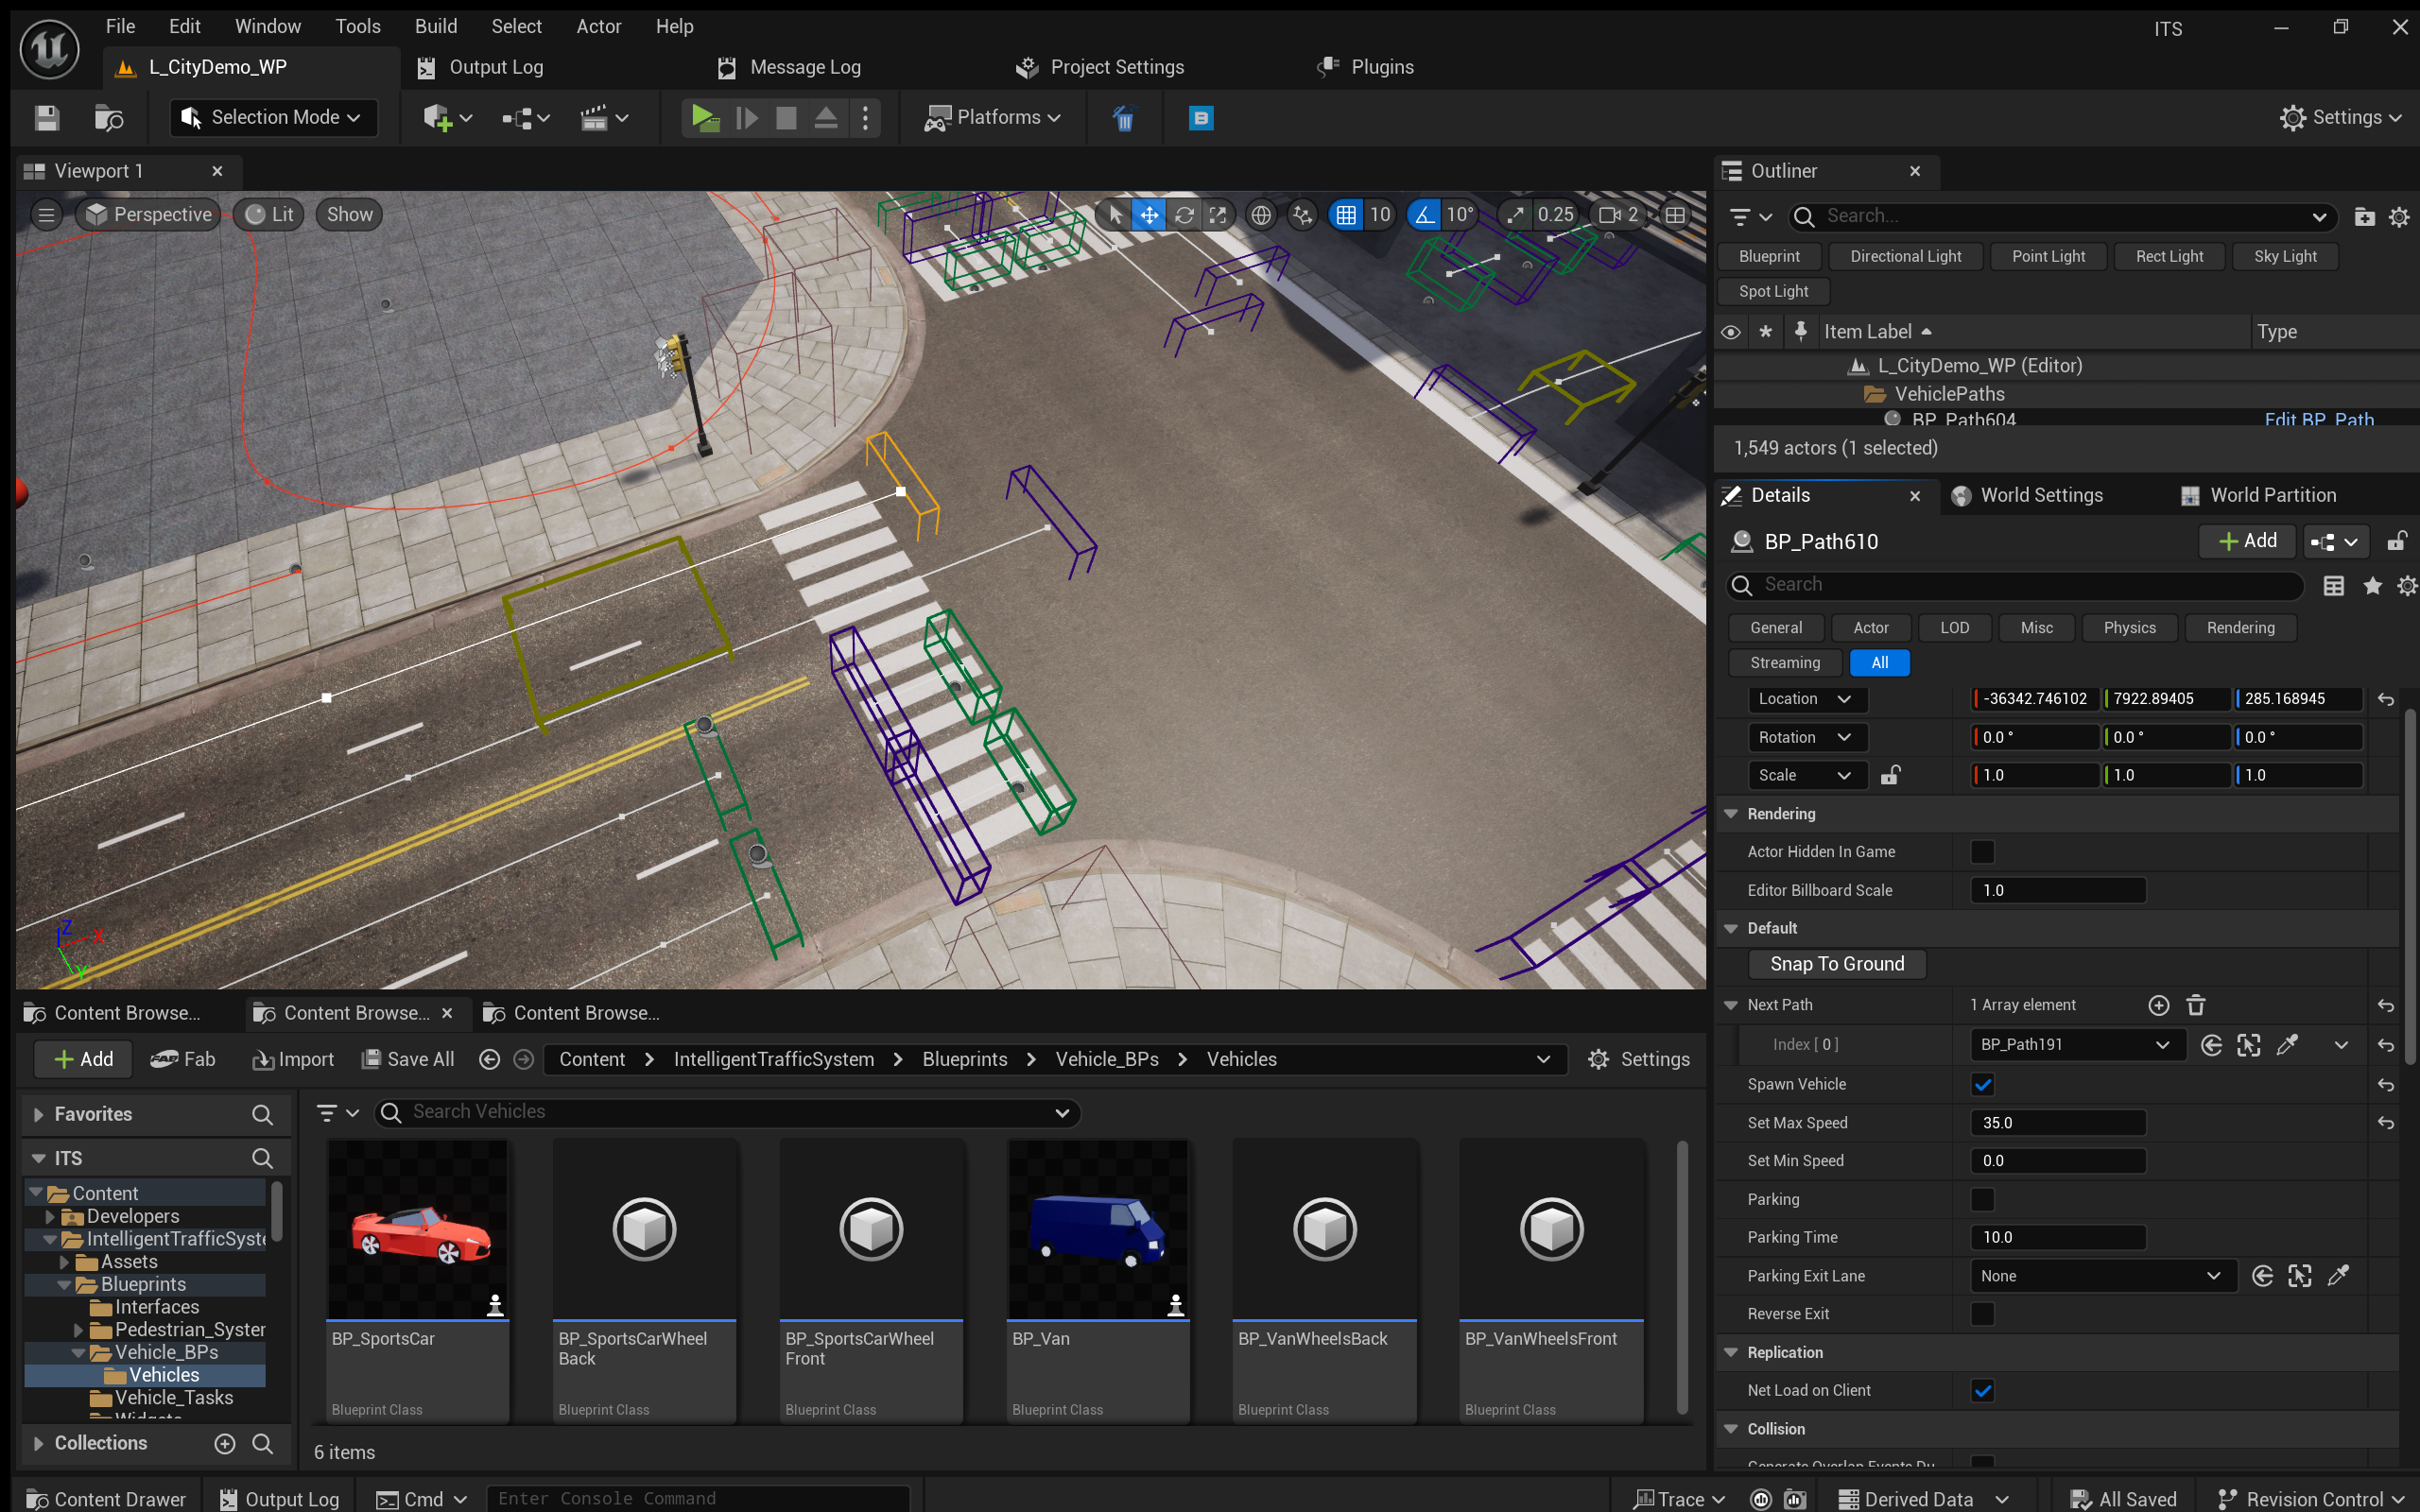 File Edit Window Tools Build Select Actor Help
ITS
L_CityDemo_WP Output Log Message Log Project Settings Plugins
Selection Mode Platforms Settings
Viewport 1
Perspective Lit Show 10 10° 0.25 2
Z X Y
Outliner
Search...
Blueprint Directional Light Point Light Rect Light Sky Light
Spot Light
Item Label Type
L_CityDemo_WP (Editor)
VehiclePaths
BP_Path604 Edit BP_Path
1,549 actors (1 selected)
Details World Settings World Partition
BP_Path610 Add
Search
General Actor LOD Misc Physics Rendering
Streaming All
Location -36342.746102 7922.89405 285.168945
Rotation 0.0 ° 0.0 ° 0.0 °
Scale 1.0 1.0 1.0
Rendering
Actor Hidden In Game
Editor Billboard Scale 1.0
Default
Snap To Ground
Next Path 1 Array element
Index [ 0 ] BP_Path191
Spawn Vehicle
Set Max Speed 35.0
Set Min Speed 0.0
Parking
Parking Time 10.0
Parking Exit Lane None
Reverse Exit
Replication
Net Load on Client
Collision
Generate Overlap Events Du
Content Browse... Content Browse... Content Browse...
Add Fab Import Save All Content IntelligentTrafficSystem Blueprints Vehicle_BPs Vehicles Settings
Favorites
ITS
Content
Developers
IntelligentTrafficSyste
Assets
Blueprints
Interfaces
Pedestrian_Syster
Vehicle_BPs
Vehicles
Vehicle_Tasks
Widgets
Collections
Search Vehicles
BP_SportsCar
Blueprint Class
BP_SportsCarWheel
Back
Blueprint Class
BP_SportsCarWheel
Front
Blueprint Class
BP_Van
Blueprint Class
BP_VanWheelsBack
Blueprint Class
BP_VanWheelsFront
Blueprint Class
6 items
Content Drawer Output Log Cmd Enter Console Command Trace Derived Data All Saved Revision Control